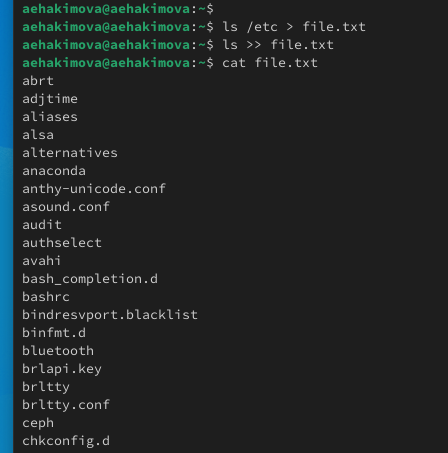 aehakimova@aehakimova:~$
aehakimova@aehakimova:~$ ls /etc > file.txt
aehakimova@aehakimova:~$ ls >> file.txt
aehakimova@aehakimova:~$ cat file.txt
abrt
adjtime
aliases
alsa
alternatives
anaconda
anthy-unicode.conf
asound.conf
audit
authselect
avahi
bash_completion.d
bashrc
bindresvport.blacklist
binfmt.d
bluetooth
brlapi.key
brltty
brltty.conf
ceph
chkconfig.d